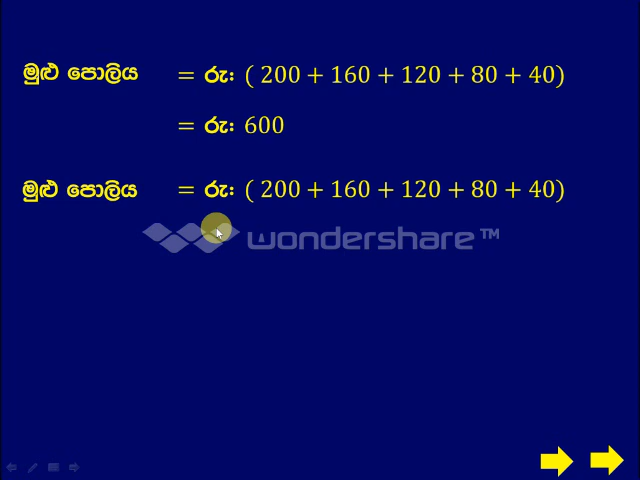 මුළු පොලිය = රු: ( 200 + 160 + 120 + 80 + 40)
= රු: 600
මුළු පොලිය = රු: ( 200 + 160 + 120 + 80 + 40)
wondershare™